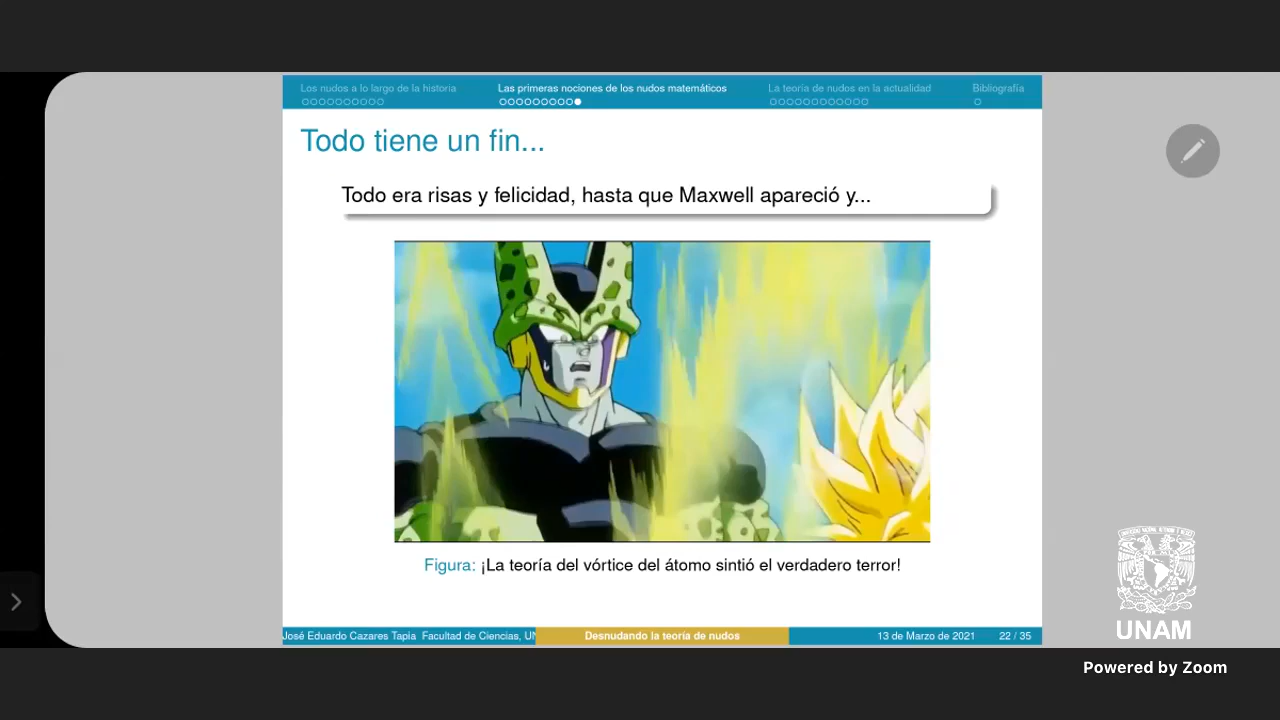 Los nudos a lo largo de la historia
Las primeras nociones de los nudos matemáticos
La teoría de nudos en la actualidad
Bibliografía
Todo tiene un fin...
Todo era risas y felicidad, hasta que Maxwell apareció y...
Figura: ¡La teoría del vórtice del átomo sintió el verdadero terror!
José Eduardo Cazares Tapia Facultad de Ciencias, UN
Desnudando la teoría de nudos
13 de Marzo de 2021
22 / 35
UNAM
Powered by Zoom